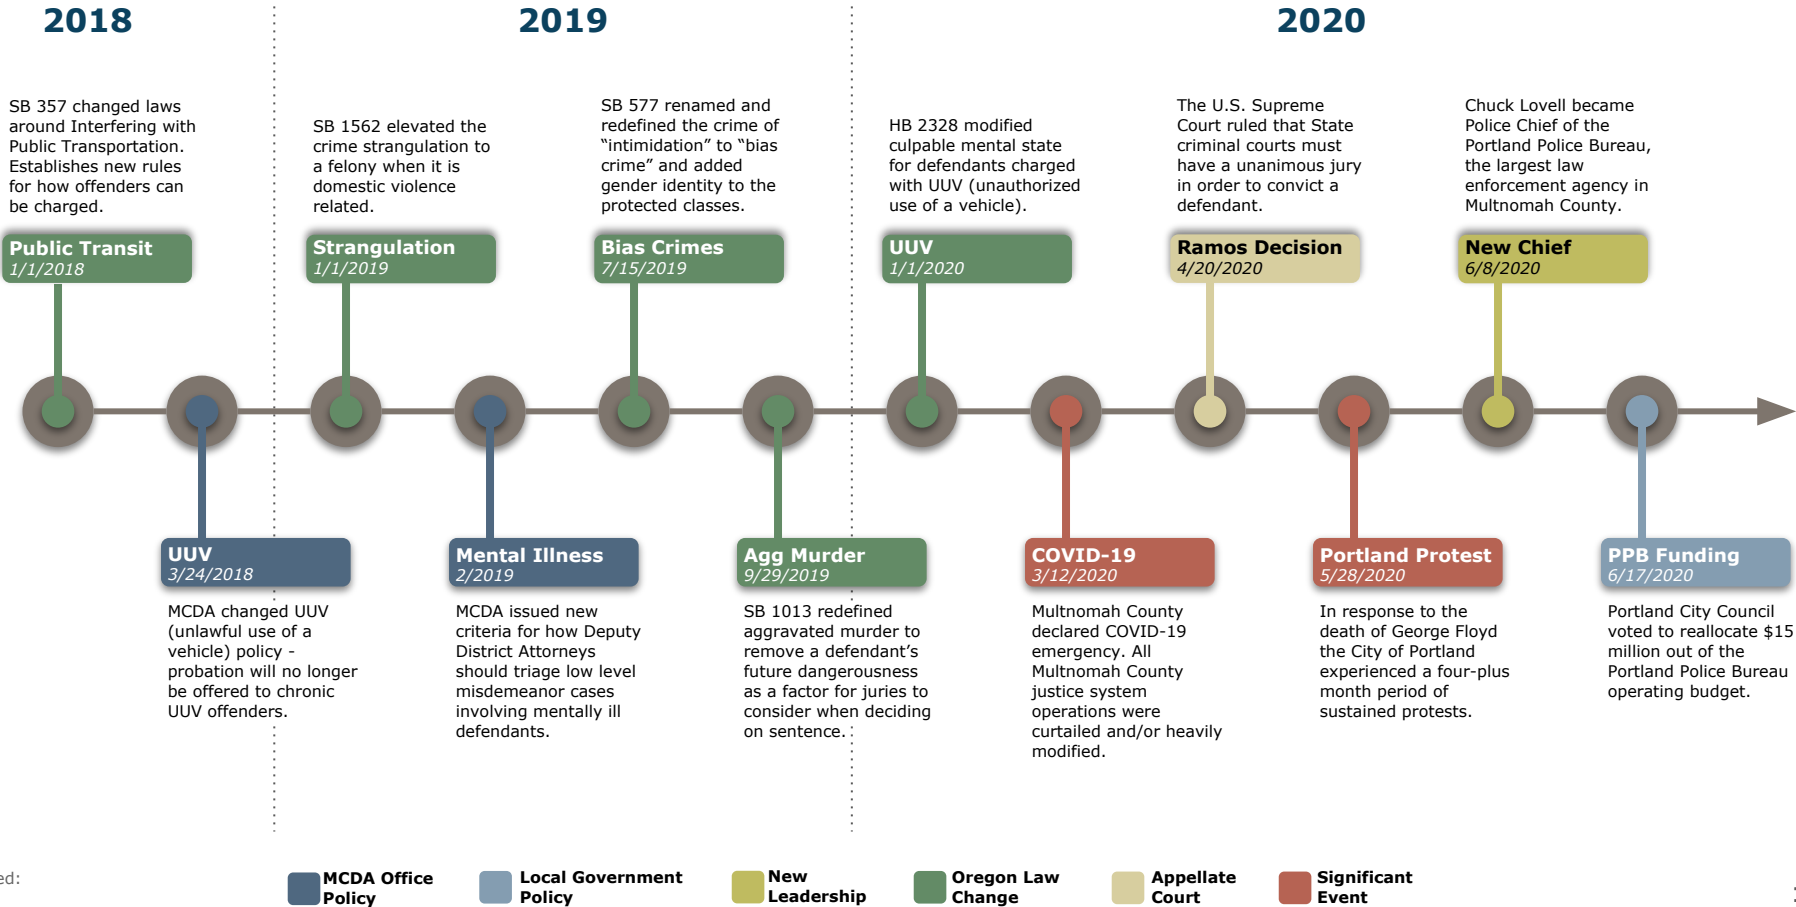 2018
2019
2020
SB 357 changed laws
around Interfering with
Public Transportation.
Establishes new rules
for how offenders can
be charged.
Public Transit
1/1/2018
SB 1562 elevated the
crime strangulation to
a felony when it is
domestic violence
related.
Strangulation
1/1/2019
SB 577 renamed and
redefined the crime of
“intimidation” to “bias
crime” and added
gender identity to the
protected classes.
Bias Crimes
7/15/2019
HB 2328 modified
culpable mental state
for defendants charged
with UUV (unauthorized
use of a vehicle).
UUV
1/1/2020
The U.S. Supreme
Court ruled that State
criminal courts must
have a unanimous jury
in order to convict a
defendant.
Ramos Decision
4/20/2020
Chuck Lovell became
Police Chief of the
Portland Police Bureau,
the largest law
enforcement agency in
Multnomah County.
New Chief
6/8/2020
UUV
3/24/2018
MCDA changed UUV
(unlawful use of a
vehicle) policy -
probation will no longer
be offered to chronic
UUV offenders.
Mental Illness
2/2019
MCDA issued new
criteria for how Deputy
District Attorneys
should triage low level
misdemeanor cases
involving mentally ill
defendants.
Agg Murder
9/29/2019
SB 1013 redefined
aggravated murder to
remove a defendant’s
future dangerousness
as a factor for juries to
consider when deciding
on sentence.
COVID-19
3/12/2020
Multnomah County
declared COVID-19
emergency. All
Multnomah County
justice system
operations were
curtailed and/or heavily
modified.
Portland Protest
5/28/2020
In response to the
death of George Floyd
the City of Portland
experienced a four-plus
month period of
sustained protests.
PPB Funding
6/17/2020
Portland City Council
voted to reallocate $15
million out of the
Portland Police Bureau
operating budget.
ed:
MCDA Office
Policy
Local Government
Policy
New
Leadership
Oregon Law
Change
Appellate
Court
Significant
Event